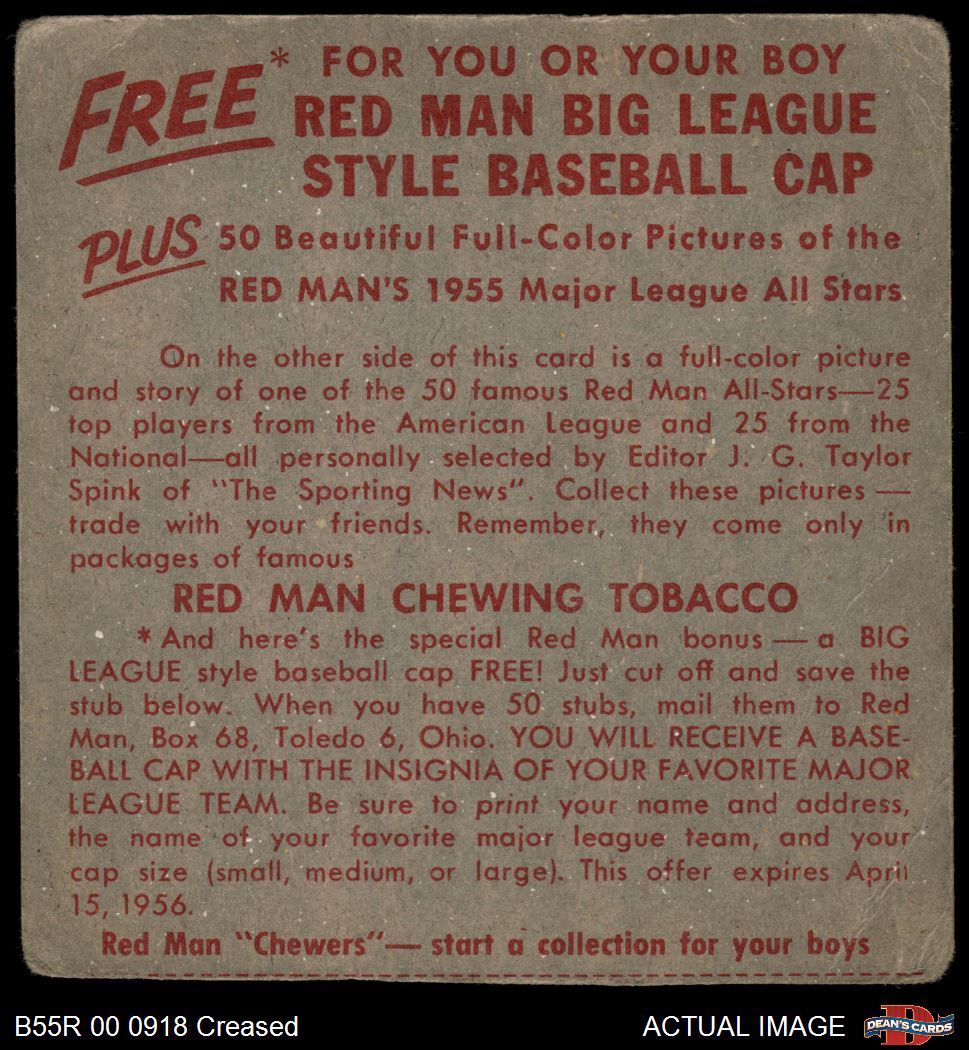 FREE* FOR YOU OR YOUR BOY
RED MAN BIG LEAGUE
STYLE BASEBALL CAP
PLUS 50 Beautiful Full-Color Pictures of the
RED MAN'S 1955 Major League All Stars
On the other side of this card is a full-color picture
and story of one of the 50 famous Red Man All-Stars—25
top players from the American League and 25 from the
National—all personally selected by Editor J. G. Taylor
Spink of "The Sporting News". Collect these pictures —
trade with your friends. Remember, they come only in
packages of famous
RED MAN CHEWING TOBACCO
* And here's the special Red Man bonus — a BIG
LEAGUE style baseball cap FREE! Just cut off and save the
stub below. When you have 50 stubs, mail them to Red
Man, Box 68, Toledo 6, Ohio. YOU WILL RECEIVE A BASE-
BALL CAP WITH THE INSIGNIA OF YOUR FAVORITE MAJOR
LEAGUE TEAM. Be sure to print your name and address,
the name of your favorite major league team, and your
cap size (small, medium, or large). This offer expires April
15, 1956.
Red Man "Chewers"— start a collection for your boys
B55R 00 0918 Creased
ACTUAL IMAGE
DEAN'S CARDS